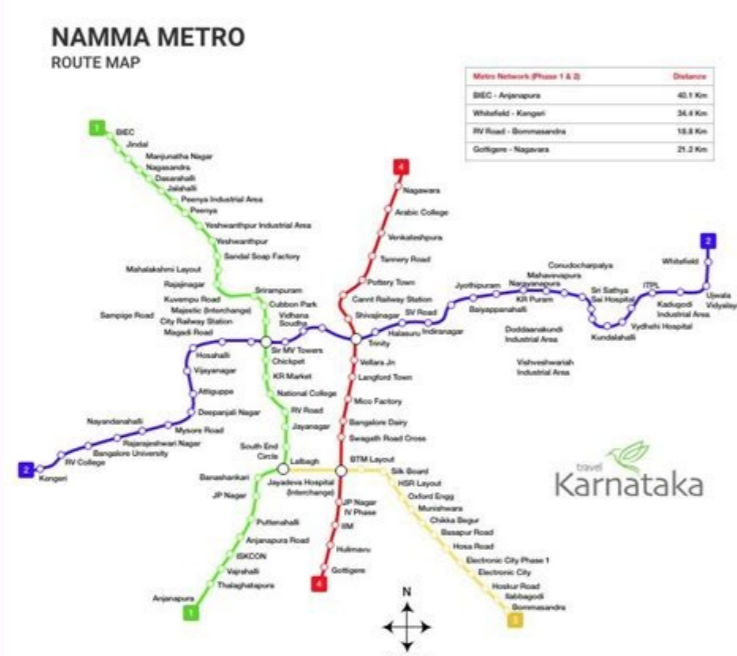 NAMMA METRO
ROUTE MAP
Metro Network (Phase 1 & 2) Distance
BIEC - Anjanapura 40.1 Km
Whitefield - Kengeri 34.4 Km
RV Road - Bommasandra 18.8 Km
Gottigere - Nagavara 21.2 Km
1
BIEC
Jindal
Manjunatha Nagar
Nagasandra
Dasarahalli
Jalahalli
Peenya Industrial Area
Peenya
Yeshwanthpur Industrial Area
Yeshwanthpur
Sandal Soap Factory
Mahalakshmi Layout
Rajajinagar
Kuvempu Road
Srirampuram
Sampige Road
Majestic (Interchange)
City Railway Station
Magadi Road
Cubbon Park
Vidhana
Soudha
Hosahalli
Vijayanagar
Attiguppe
Deepanjali Nagar
Mysore Road
Nayandanahalli
Rajarajeshwari Nagar
Bangalore University
RV College
Kengeri
2
Sir MV Towers
Chickpet
KR Market
National College
RV Road
Jayanagar
South End
Circle
Lalbagh
Banashankari
JP Nagar
Puttenahalli
Anjanapura Road
ISKCON
Vajrahalli
Thalaghatapura
Anjanapura
1
4
Nagawara
Arabic College
Venkateshpura
Tannery Road
Pottery Town
Cannt Railway Station
Shivajinagar
Trinity
Vellara Jn
Langford Town
Mico Factory
Bangalore Dairy
Swagath Road Cross
Jayadeva Hospital
(Interchange)
JP Nagar
IV Phase
IIM
Hulimavu
Gottigere
4
Halasuru
SV Road
Indiranagar
Jyothipuram
Baiyappanahalli
Narayanapura
KR Puram
Mahavevapura
Conudocharpalya
Doddaanakundi
Industrial Area
Vishveshwariah
Industrial Area
Sri Sathya
Sai Hospital
Kundalahalli
Vydhehi Hospital
ITPL
Kadugodi
Industrial Area
Ujwala
Vidyalay
Whitefield
2
BTM Layout
Silk Board
HSR Layout
Oxford Engg
Munishwara
Chikka Begur
Basapur Road
Hosa Road
Electronic City Phase 1
Electronic City
Hoskur Road
Bommasandra
N
travel
Karnataka